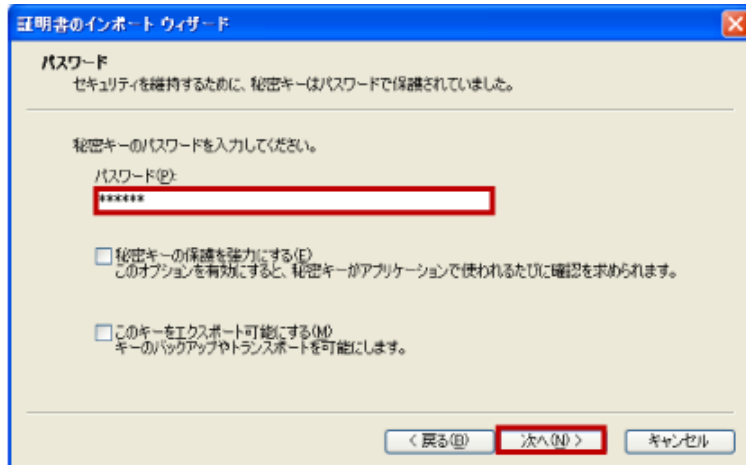 証明書のインポート ウィザード
パスワード
セキュリティを維持するために、秘密キーはパスワードで保護されていました。
秘密キーのパスワードを入力してください。
パスワード(P):
******
秘密キーの保護を強力にする(E)
このオプションを有効にすると、秘密キーがアプリケーションで使われるたびに確認を求められます。
このキーをエクスポート可能にする(M)
キーのバックアップやトランスポートを可能にします。
< 戻る(B) 次へ(N) > キャンセル